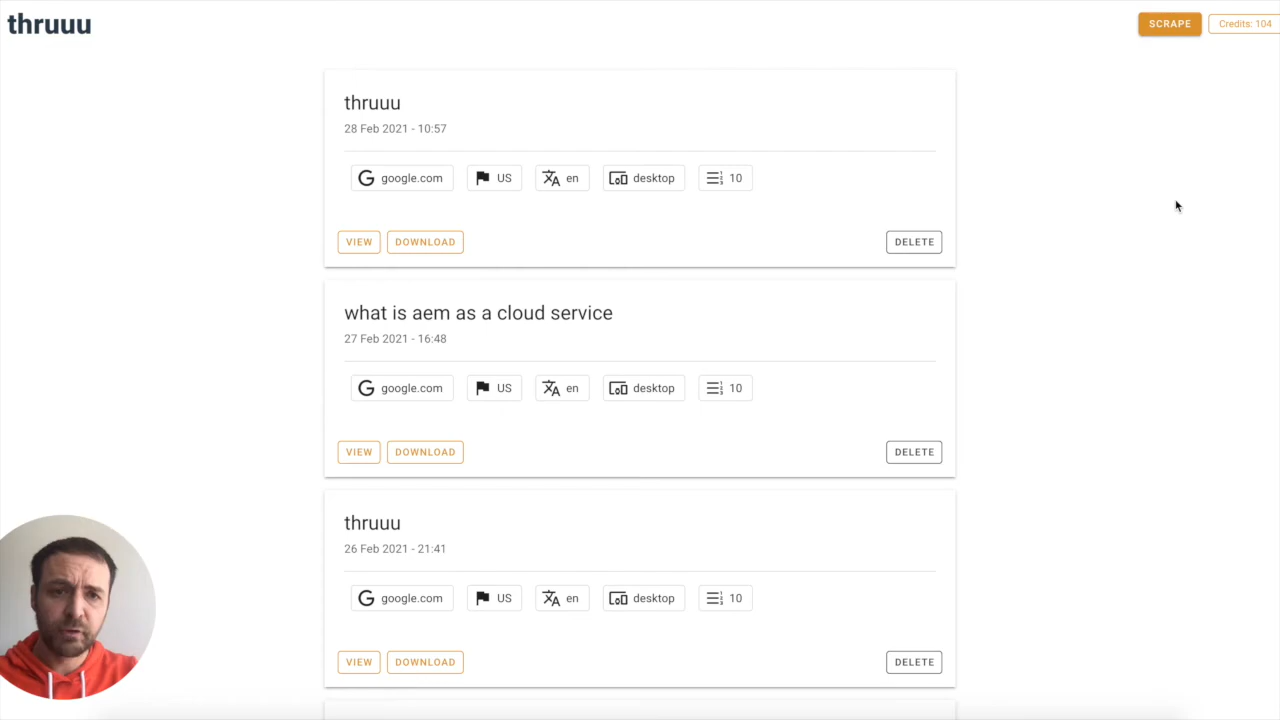 thruuu
SCRAPE
Credits: 104
thruuu
28 Feb 2021 - 10:57
google.com US en desktop 10
VIEW DOWNLOAD DELETE
what is aem as a cloud service
27 Feb 2021 - 16:48
google.com US en desktop 10
VIEW DOWNLOAD DELETE
thruuu
26 Feb 2021 - 21:41
google.com US en desktop 10
VIEW DOWNLOAD DELETE